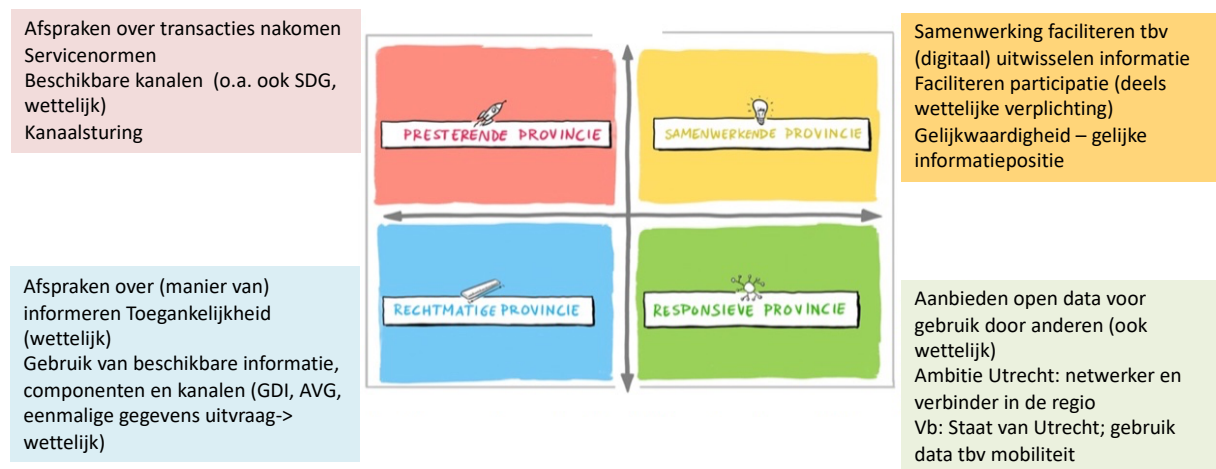 Afspraken over transacties nakomen
Servicenormen
Beschikbare kanalen  (o.a. ook SDG,
wettelijk)
Kanaalsturing
PRESTERENDE PROVINCIE
SAMENWERKENDE PROVINCIE
Samenwerking faciliteren tbv
(digitaal) uitwisselen informatie
Faciliteren participatie (deels
wettelijke verplichting)
Gelijkwaardigheid – gelijke
informatiepositie
Afspraken over (manier van)
informeren Toegankelijkheid
(wettelijk)
Gebruik van beschikbare informatie,
componenten en kanalen (GDI, AVG,
eenmalige gegevens uitvraag->
wettelijk)
RECHTMATIGE PROVINCIE
RESPONSIEVE PROVINCIE
Aanbieden open data voor
gebruik door anderen (ook
wettelijk)
Ambitie Utrecht: netwerker en
verbinder in de regio
Vb: Staat van Utrecht; gebruik
data tbv mobiliteit